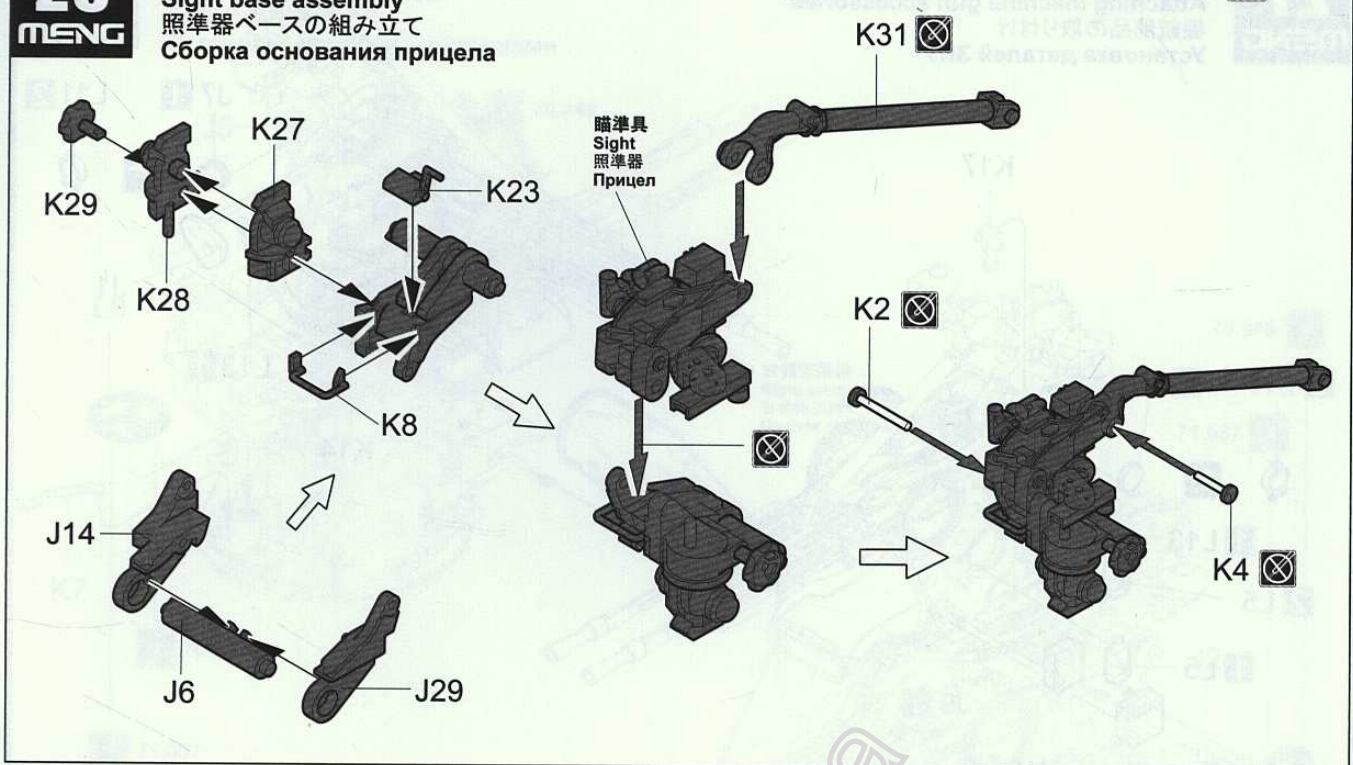 MENG
Sight base assembly
照準器ベースの組み立て
Сборка основания прицела
K31
K29
K27
K23
K28
K8
瞄準具
Sight
照準器
Прицел
K2
K4
J14
J6
J29